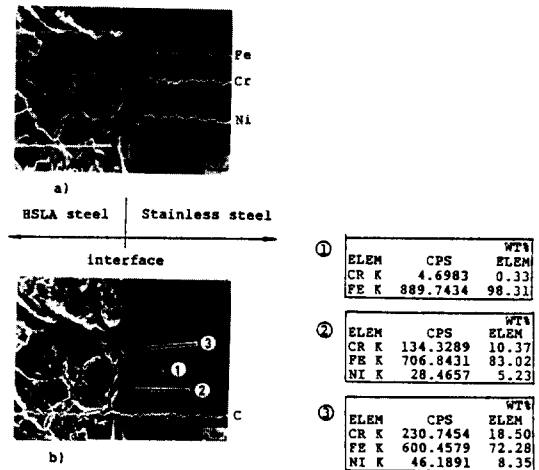 Fe
Cr
Ni
a)
HSLA steel Stainless steel
interface
③
①
②
C
b)
①
WT%
ELEM CPS ELEM
CR K 4.6983 0.33
FE K 889.7434 98.31
②
WT%
ELEM CPS ELEM
CR K 134.3289 10.37
FE K 706.8431 83.02
NI K 28.4657 5.23
③
WT%
ELEM CPS ELEM
CR K 230.7454 18.50
FE K 600.4579 72.28
NI K 46.1891 8.35